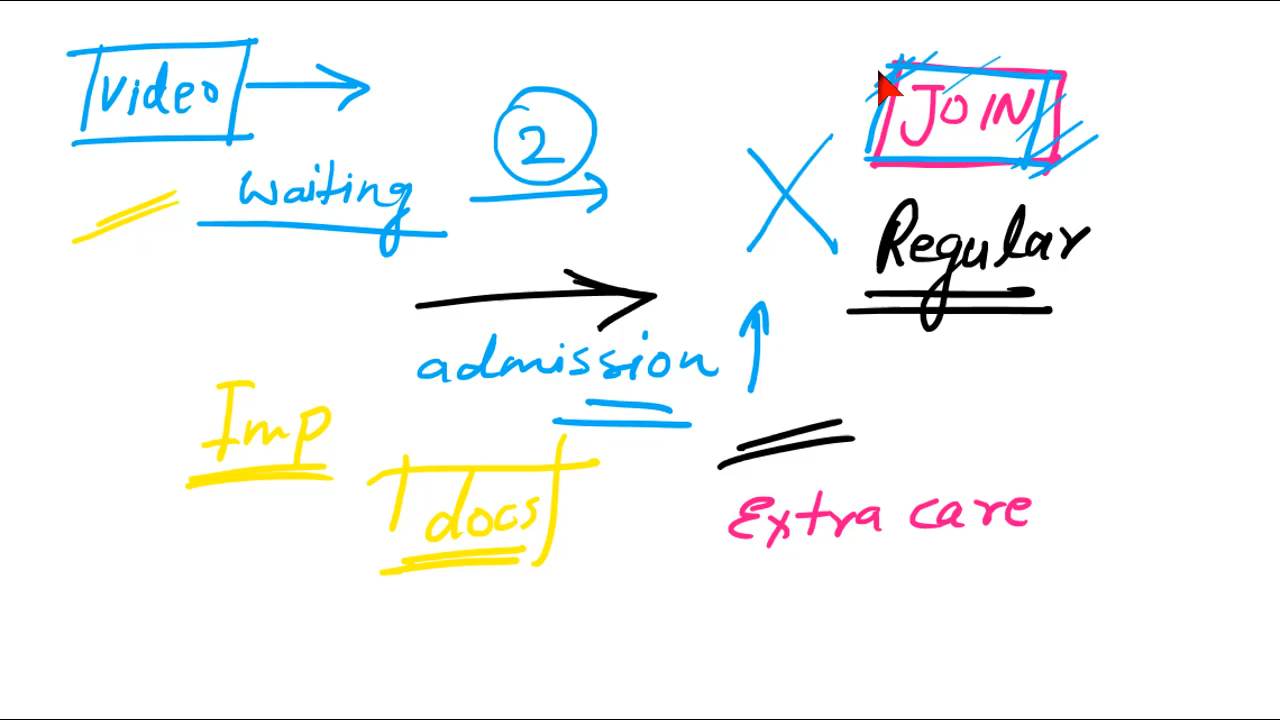 video
JOIN
2
waiting
Regular
admission
Imp
docs
Extra care